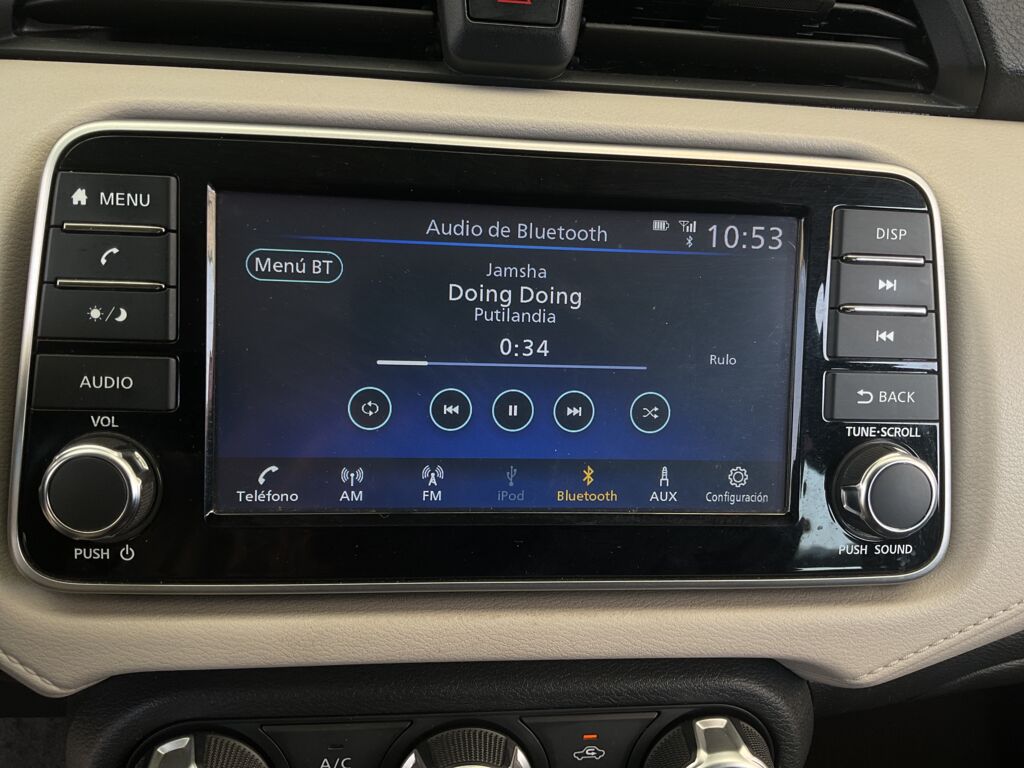 MENU
AUDIO
VOL
PUSH
Audio de Bluetooth
10:53
Menú BT
Jamsha
Doing Doing
Putilandia
0:34
Rulo
Teléfono
AM
FM
iPod
Bluetooth
AUX
Configuración
DISP
BACK
TUNE·SCROLL
PUSH SOUND
A/C